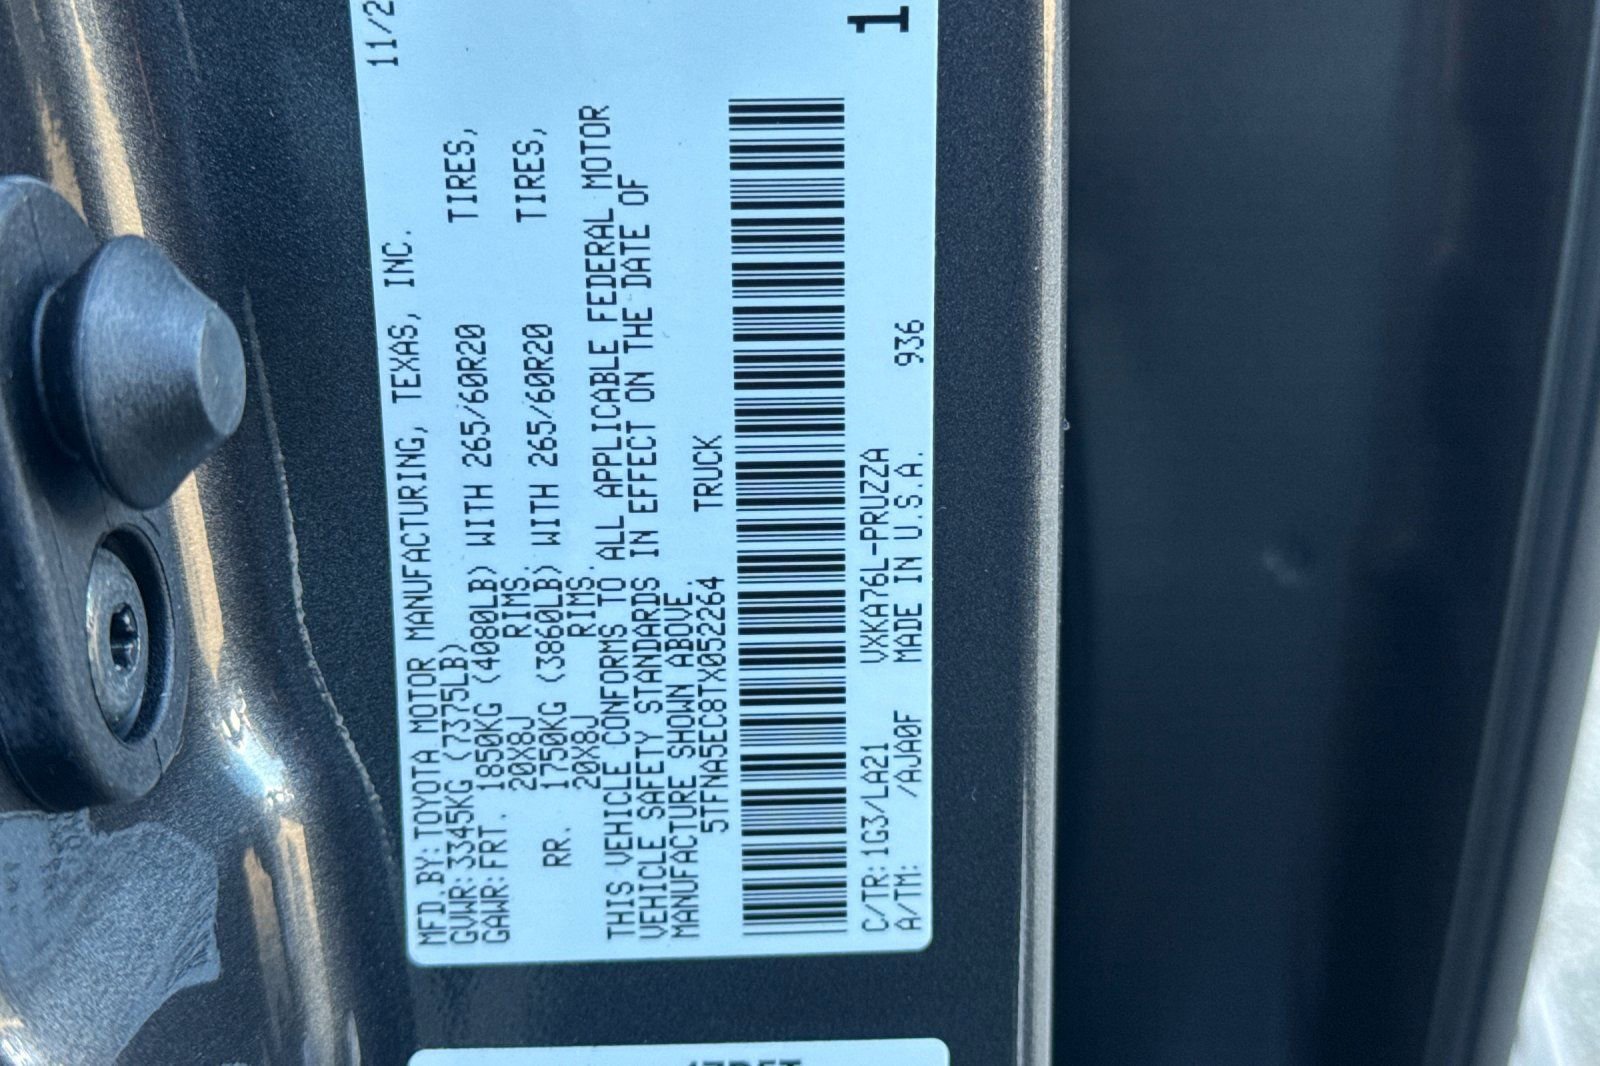 MFD.BY: TOYOTA MOTOR MANUFACTURING, TEXAS, INC. 11/2
GVWR: 3345KG (7375LB)
GAWR: FRT. 1850KG (4080LB) WITH 265/60R20 TIRES,
20X8J RIMS.
RR. 1750KG (3860LB) WITH 265/60R20 TIRES,
20X8J RIMS.
THIS VEHICLE CONFORMS TO ALL APPLICABLE FEDERAL MOTOR
VEHICLE SAFETY STANDARDS IN EFFECT ON THE DATE OF
MANUFACTURE SHOWN ABOVE.
5TFNA5EC8TX052264 TRUCK
1
C/TR: 1G3/LA21 VXKA76L-PRUZZA
A/TM: /AJA0F MADE IN U.S.A. 936